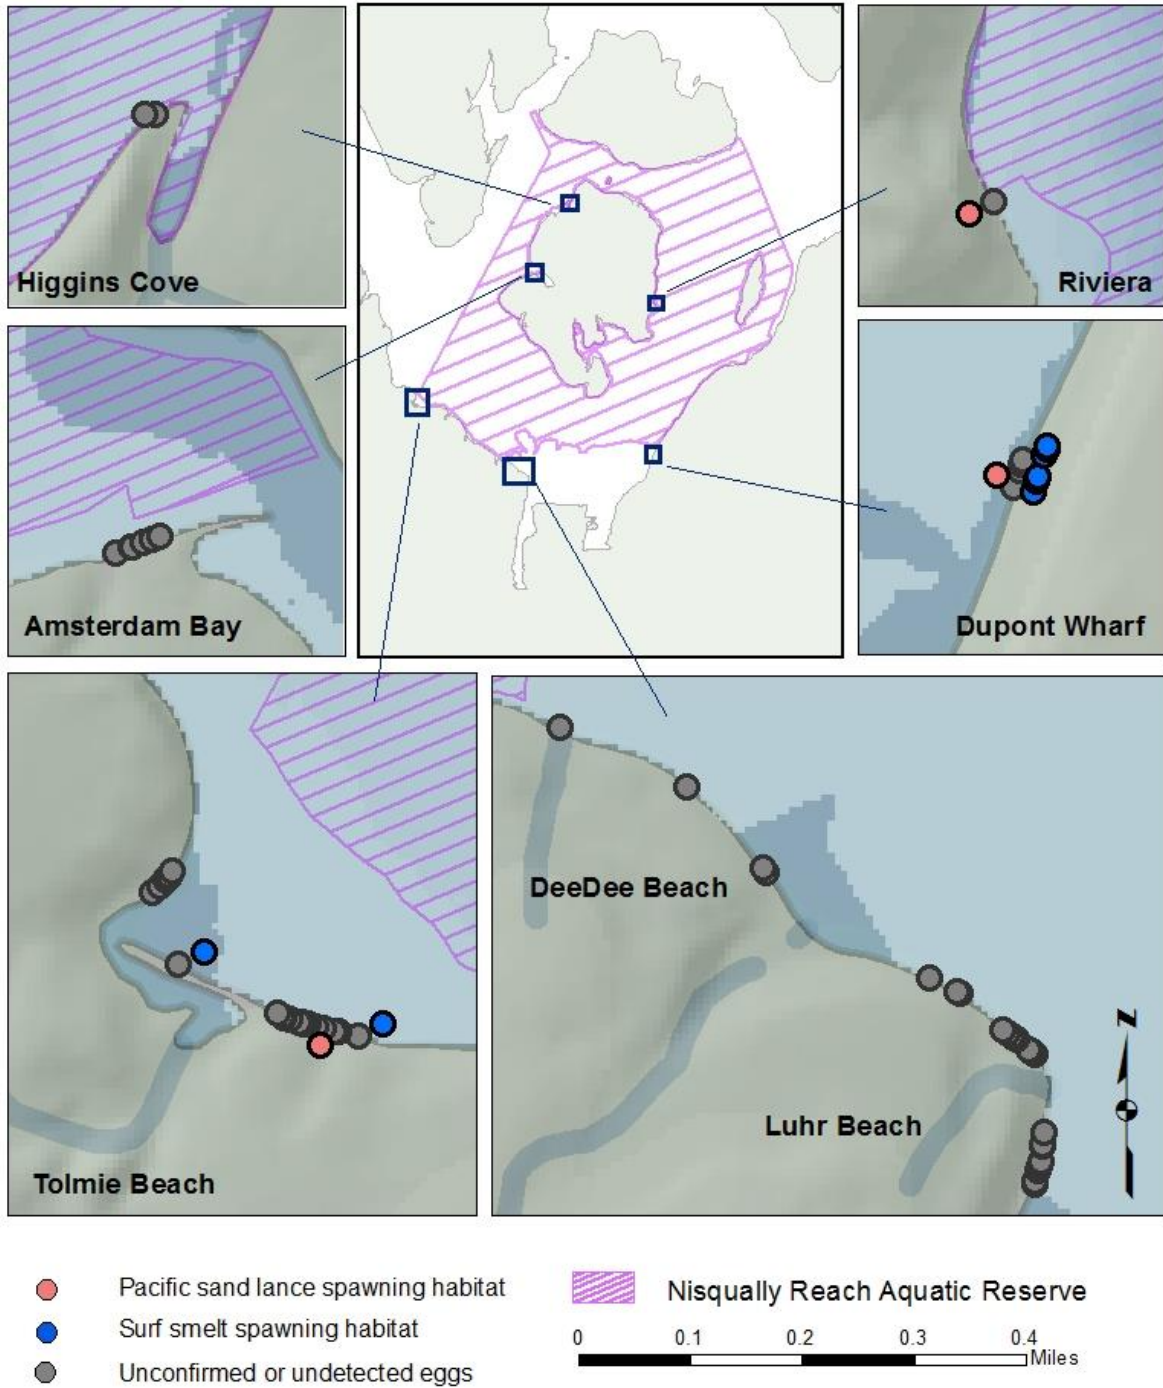 Higgins Cove
Riviera
Amsterdam Bay
Dupont Wharf
DeeDee Beach
Luhr Beach
Tolmie Beach
N
Pacific sand lance spawning habitat
Surf smelt spawning habitat
Unconfirmed or undetected eggs
Nisqually Reach Aquatic Reserve
0 0.1 0.2 0.3 0.4
Miles